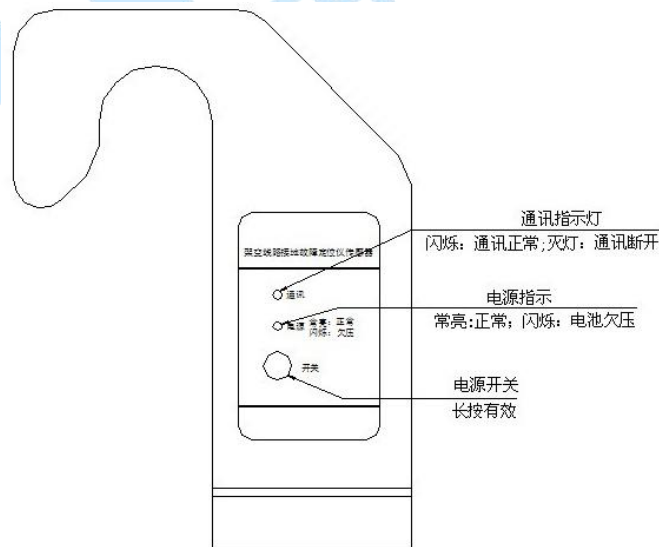 通讯指示灯
闪烁：通讯正常;灭灯：通讯断开
架空线路接地故障定位仪传感器
通讯
电源指示
常亮:正常；闪烁：电池欠压
电源 常亮：正常
闪烁：欠压
开关
电源开关
长按有效